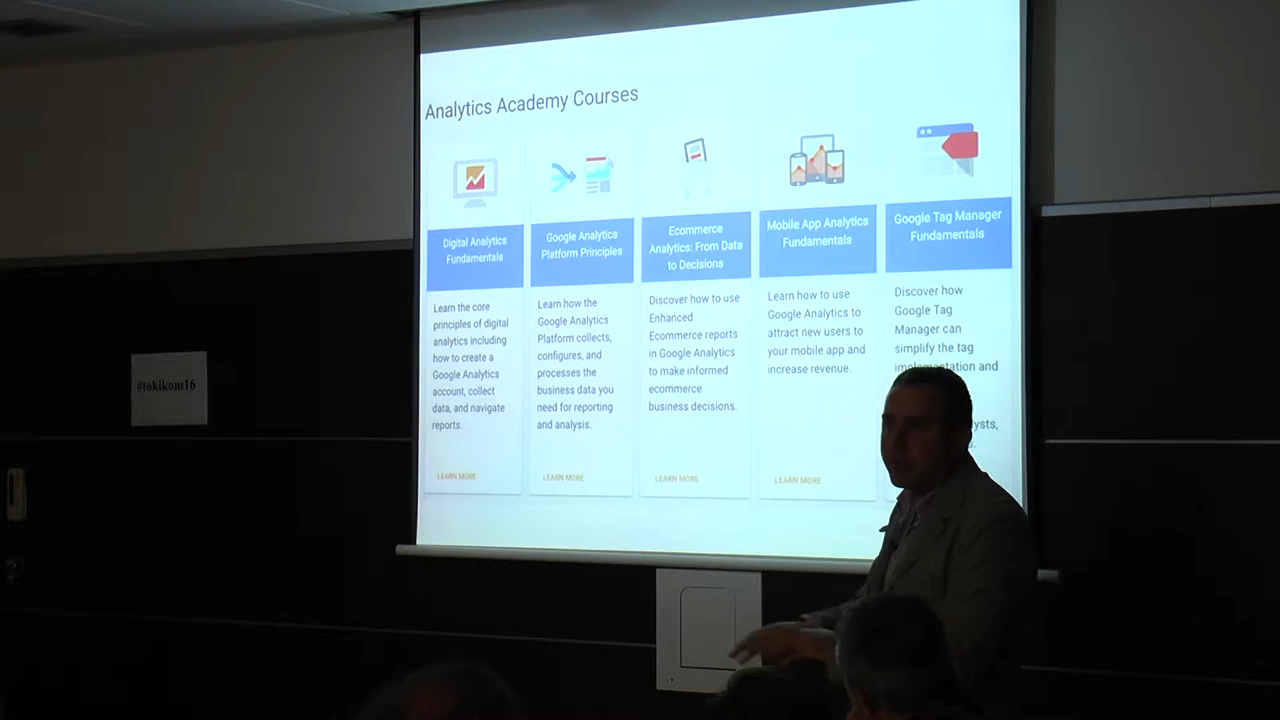 Analytics Academy Courses
Digital Analytics
Fundamentals
Learn the core
principles of digital
analytics including
how to create a
Google Analytics
account, collect
data, and navigate
reports.
LEARN MORE
Google Analytics
Platform Principles
Learn how the
Google Analytics
Platform collects,
configures, and
processes the
business data you
need for reporting
and analysis.
LEARN MORE
Ecommerce
Analytics: From Data
to Decisions
Discover how to use
Enhanced
Ecommerce reports
in Google Analytics
to make informed
ecommerce
business decisions.
LEARN MORE
Mobile App Analytics
Fundamentals
Learn how to use
Google Analytics to
attract new users to
your mobile app and
increase revenue.
LEARN MORE
Google Tag Manager
Fundamentals
Discover how
Google Tag
Manager can
simplify the tag
implementation and
@tokikom16